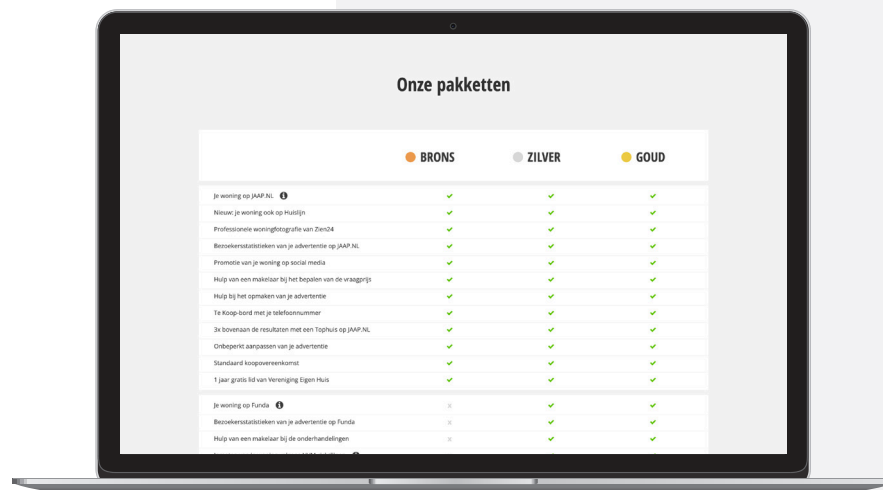 Onze pakketten
BRONS ZILVER GOUD
Je woning op JAAP.NL
Nieuw: je woning ook op Huislijn
Professionele woningfotografie van Zien24
Bezoekersstatistieken van je advertentie op JAAP.NL
Promotie van je woning op social media
Hulp van een makelaar bij het bepalen van de vraagprijs
Hulp bij het opmaken van je advertentie
Te Koop-bord met je telefoonnummer
3x bovenaan de resultaten met een Tophuis op JAAP.NL
Onbeperkt aanpassen van je advertentie
Standaard koopovereenkomst
1 jaar gratis lid van Vereniging Eigen Huis
Je woning op Funda
x
Bezoekersstatistieken van je advertentie op Funda
x
Hulp van een makelaar bij de onderhandelingen
x